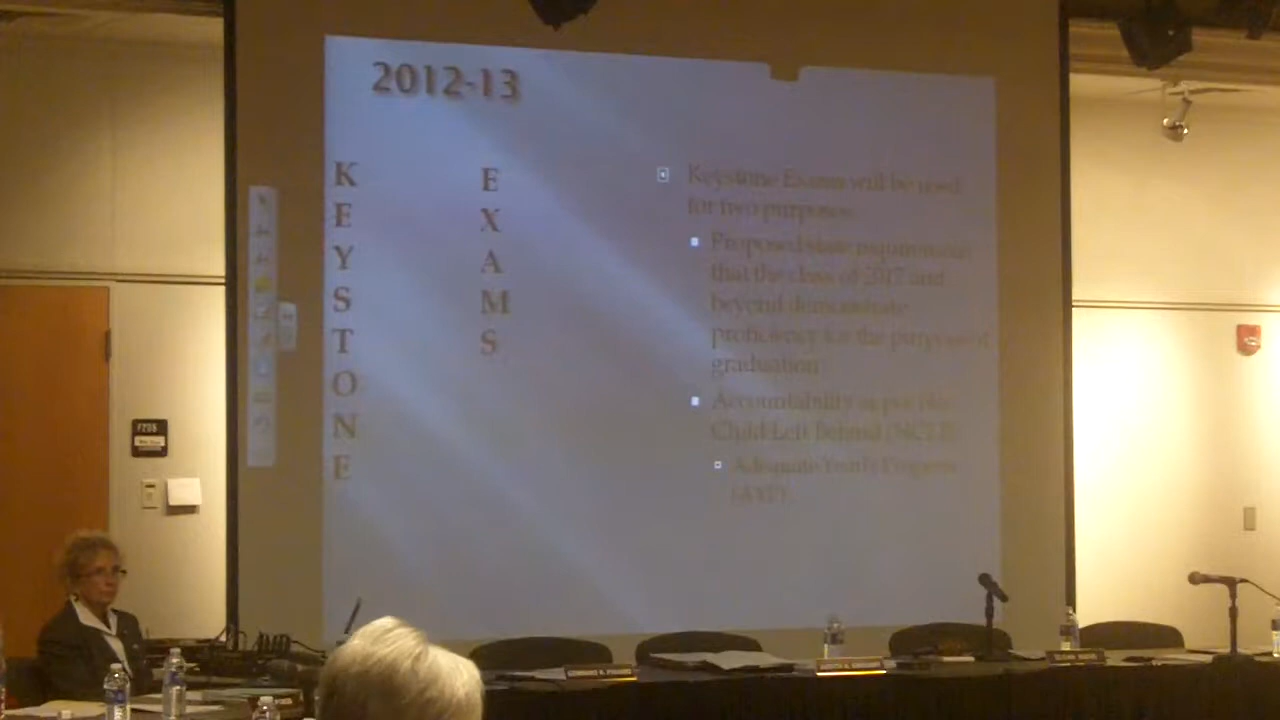 2012-13
KEYSTONE
EXAMS
Keystone Exams will be used
for two purposes
Proposed state requirement
that the class of 2017 and
beyond demonstrate
proficiency for the purpose of
graduation
Accountability as per No
Child Left Behind (NCLB)
Adequate Yearly Progress
(AYP)